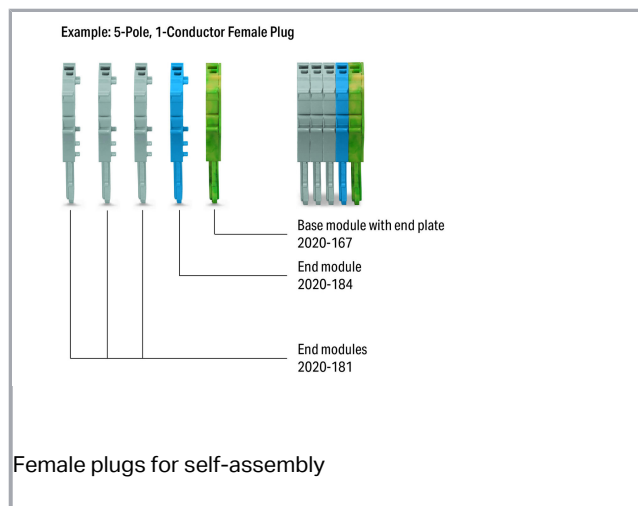 Example: 5-Pole, 1-Conductor Female Plug
Base module with end plate
2020-167
End module
2020-184
End modules
2020-181
Female plugs for self-assembly